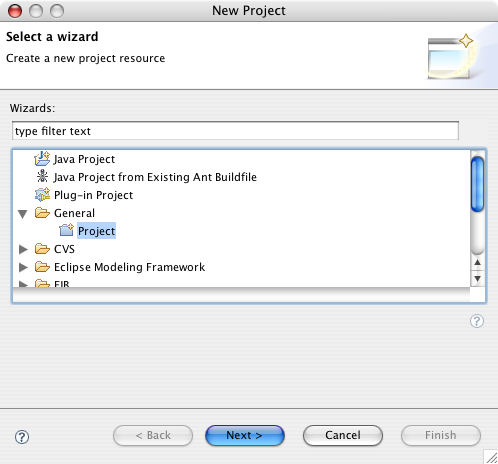 New Project
Select a wizard
Create a new project resource
Wizards:
type filter text
Java Project
Java Project from Existing Ant Buildfile
Plug-in Project
General
Project
CVS
Eclipse Modeling Framework
EJB
?
? < Back Next > Cancel Finish